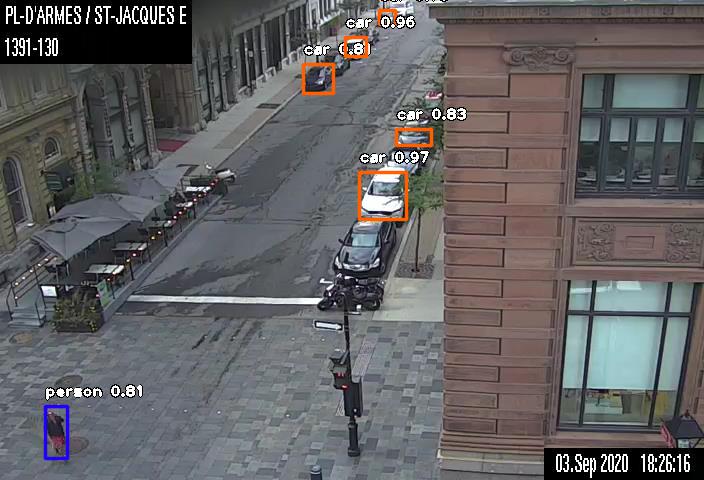 PL-D'ARMES / ST-JACQUES E
1391-130
car 0.96
car 0.81
car 0.83
car 0.97
person 0.81
03.Sep 2020 18:26:16